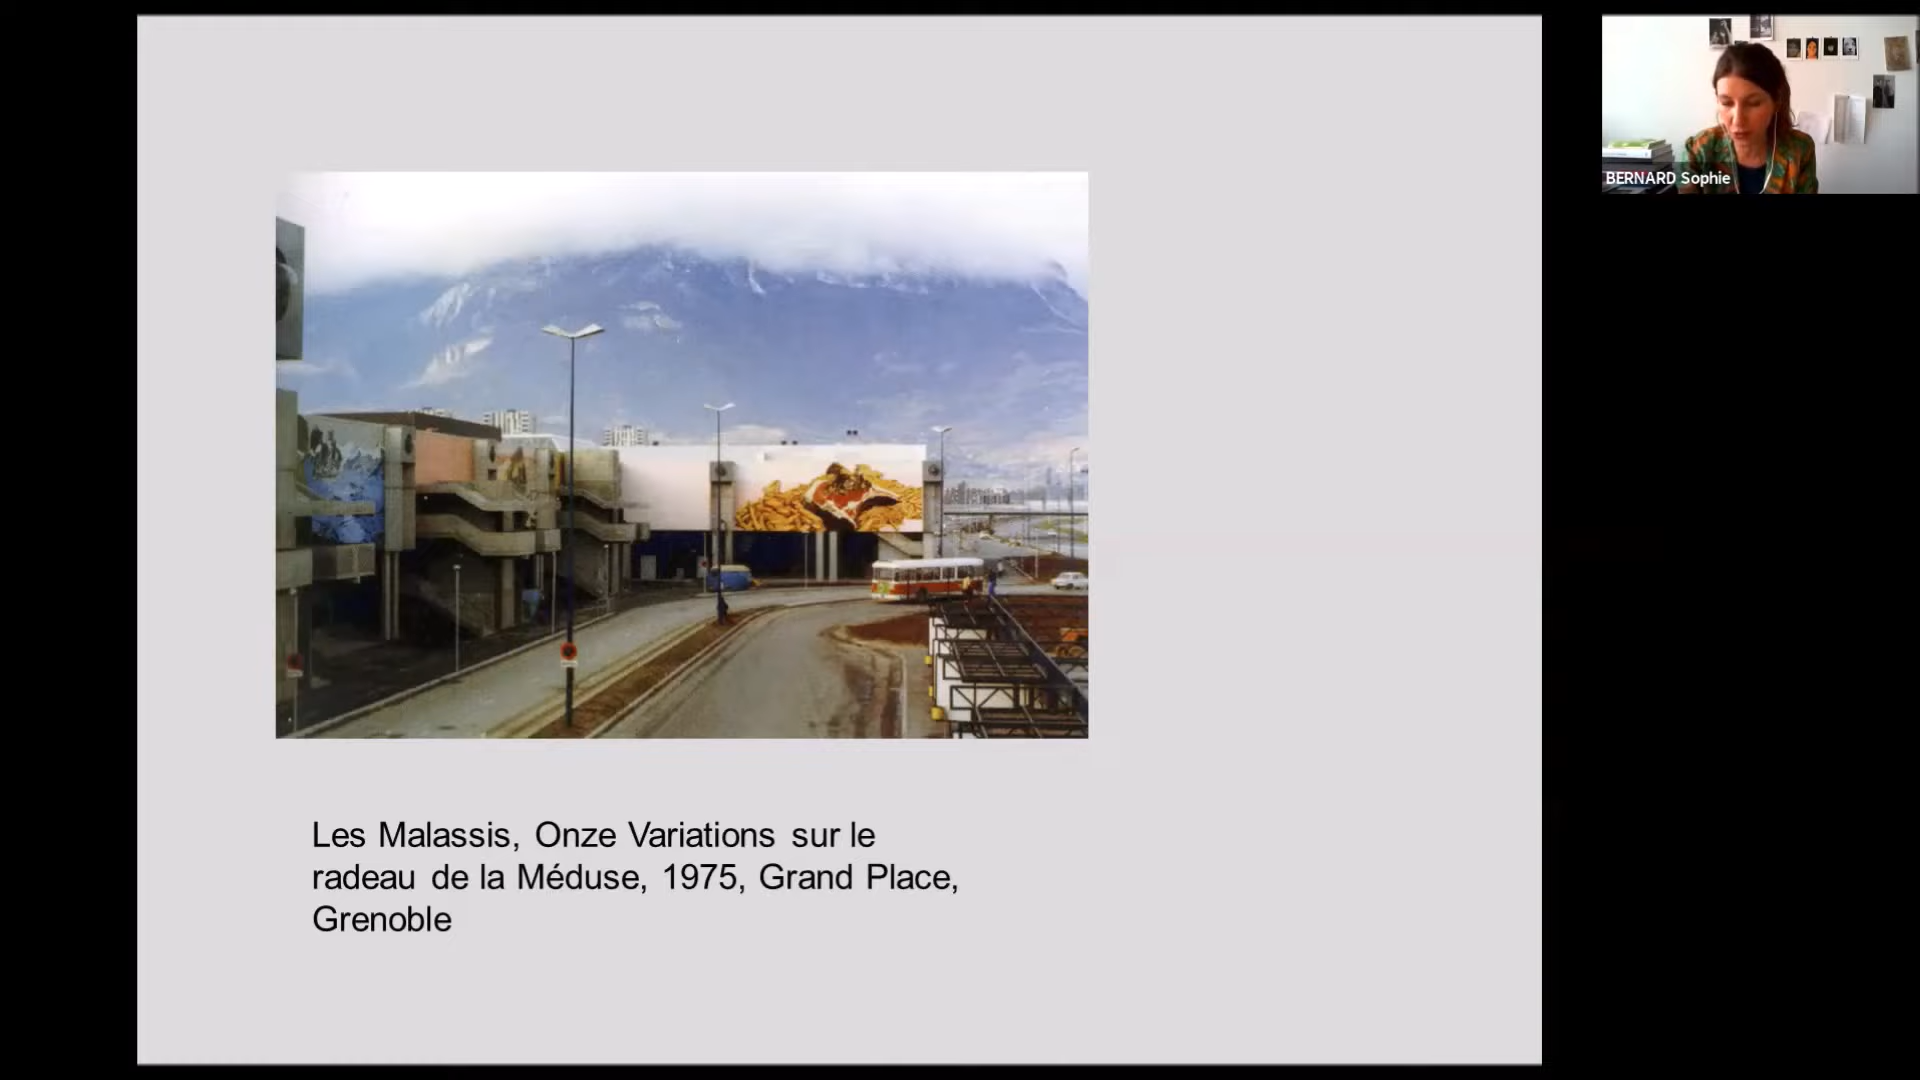 BERNARD Sophie
Les Malassis, Onze Variations sur le
radeau de la Méduse, 1975, Grand Place,
Grenoble